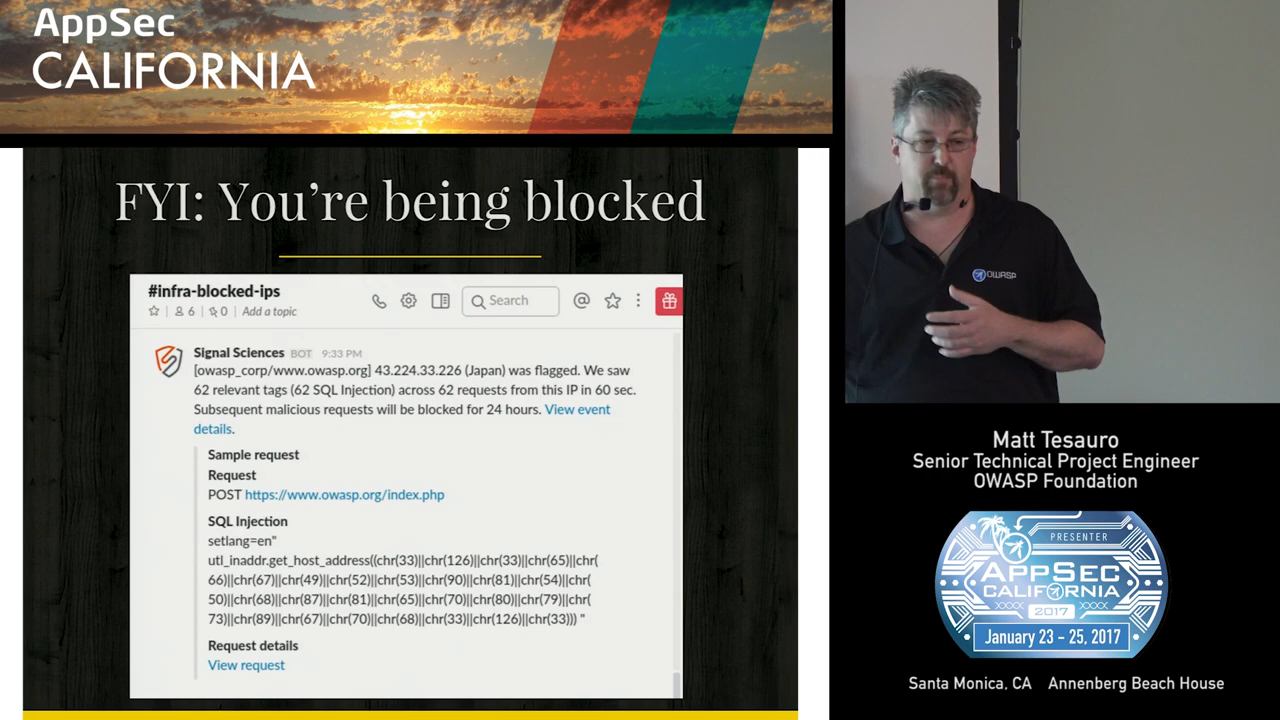 AppSec
CALIFORNIA
FYI: You're being blocked
#infra-blocked-ips
6 | 0 | Add a topic
Search
Signal Sciences BOT 9:33 PM
[owasp_corp/www.owasp.org] 43.224.33.226 (Japan) was flagged. We saw
62 relevant tags (62 SQL Injection) across 62 requests from this IP in 60 sec.
Subsequent malicious requests will be blocked for 24 hours. View event
details.
Sample request
Request
POST https://www.owasp.org/index.php
SQL Injection
setlang=en"
utl_inaddr.get_host_address((chr(33)||chr(126)||chr(33)||chr(65)||chr(
66)||chr(67)||chr(49)||chr(52)||chr(53)||chr(90)||chr(81)||chr(54)||chr(
50)||chr(68)||chr(87)||chr(81)||chr(65)||chr(70)||chr(80)||chr(79)||chr(
73)||chr(89)||chr(67)||chr(70)||chr(68)||chr(33)||chr(126)||chr(33))) "
Request details
View request
OWASP
Matt Tesauro
Senior Technical Project Engineer
OWASP Foundation
PRESENTER
APPSEC
CALIFORNIA
2017
January 23 - 25, 2017
Santa Monica, CA Annenberg Beach House